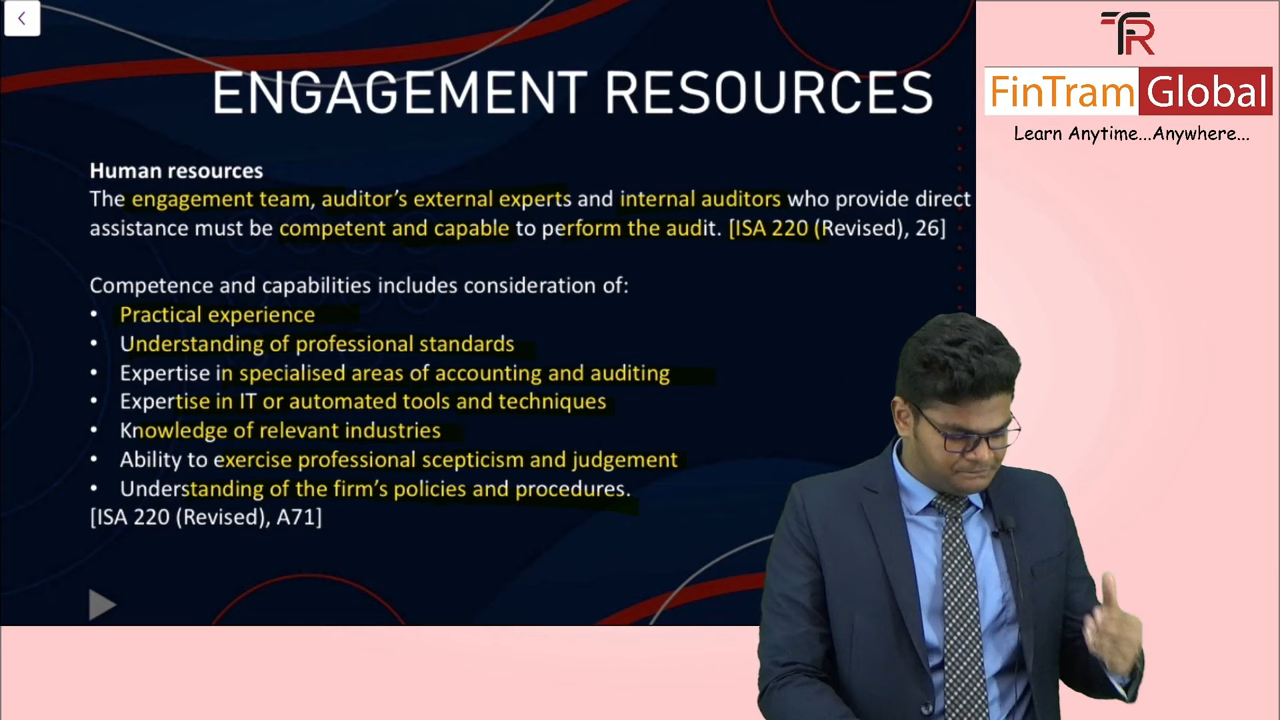 ENGAGEMENT RESOURCES
Human resources
The engagement team, auditor’s external experts and internal auditors who provide direct
assistance must be competent and capable to perform the audit. [ISA 220 (Revised), 26]
Competence and capabilities includes consideration of:
• Practical experience
• Understanding of professional standards
• Expertise in specialised areas of accounting and auditing
• Expertise in IT or automated tools and techniques
• Knowledge of relevant industries
• Ability to exercise professional scepticism and judgement
• Understanding of the firm’s policies and procedures.
[ISA 220 (Revised), A71]
TFR
FinTram Global
Learn Anytime...Anywhere...